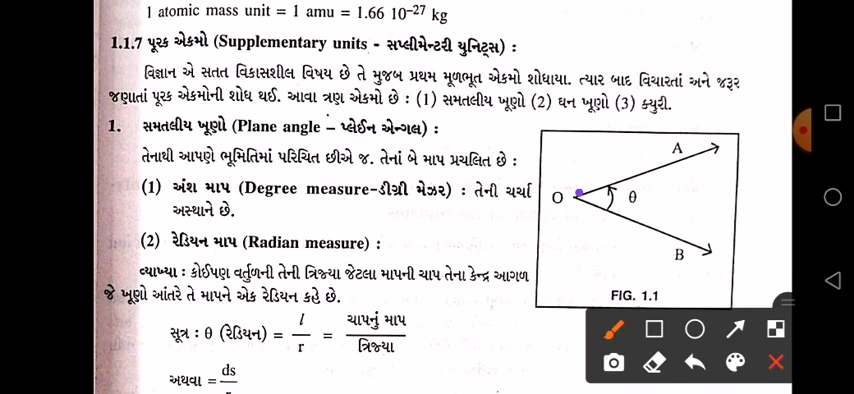 1 atomic mass unit = 1 amu = 1.66 10⁻²⁷ kg
1.1.7 પૂરક એકમો (Supplementary units - સપ્લીમેન્ટરી યુનિટ્સ) :
વિજ્ઞાન એ સતત વિકાસશીલ વિષય છે તે મુજબ પ્રથમ મૂળભૂત એકમો શોધાયા. ત્યાર બાદ વિચારતાં અને જરૂર
જણાતાં પૂરક એકમોની શોધ થઈ. આવા ત્રણ એકમો છે : (1) સમતલીય ખૂણો (2) ઘન ખૂણો (3) ક્યુરી.
1. સમતલીય ખૂણો (Plane angle – પ્લેઈન એન્ગલ) :
તેનાથી આપણે ભૂમિતિમાં પરિચિત છીએ જ. તેનાં બે માપ પ્રચલિત છે :
(1) અંશ માપ (Degree measure-ડીગ્રી મેઝર) : તેની ચર્ચા
અસ્થાને છે.
(2) રેડિયન માપ (Radian measure) :
વ્યાખ્યા : કોઈપણ વર્તુળની તેની ત્રિજ્યા જેટલા માપની ચાપ તેના કેન્દ્ર આગળ
જે ખૂણો આંતરે તે માપને એક રેડિયન કહે છે.
સૂત્ર : θ (રેડિયન) = l/r = ચાપનું માપ/ત્રિજ્યા
અથવા = ds
A
O θ
B
FIG. 1.1